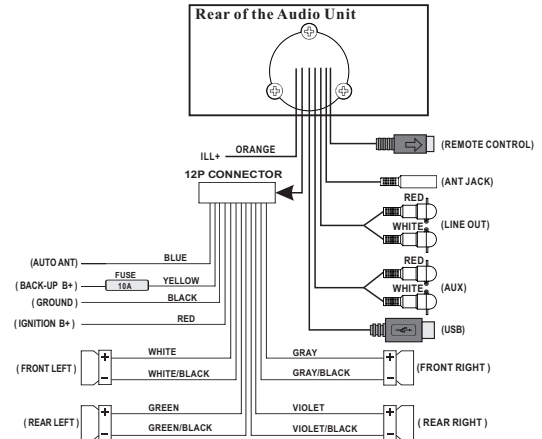 Rear of the Audio Unit
ILL+ ORANGE
12P CONNECTOR
(REMOTE CONTROL)
(ANT JACK)
RED
WHITE
(LINE OUT)
RED
WHITE
(AUX)
(USB)
(AUTO ANT) BLUE
( BACK-UP B+ ) FUSE 10A YELLOW
( GROUND ) BLACK
( IGNITION B+ ) RED
( FRONT LEFT ) + WHITE
- WHITE/BLACK
GRAY + (FRONT RIGHT )
GRAY/BLACK -
( REAR LEFT ) + GREEN
- GREEN/BLACK
VIOLET + ( REAR RIGHT )
VIOLET/BLACK -